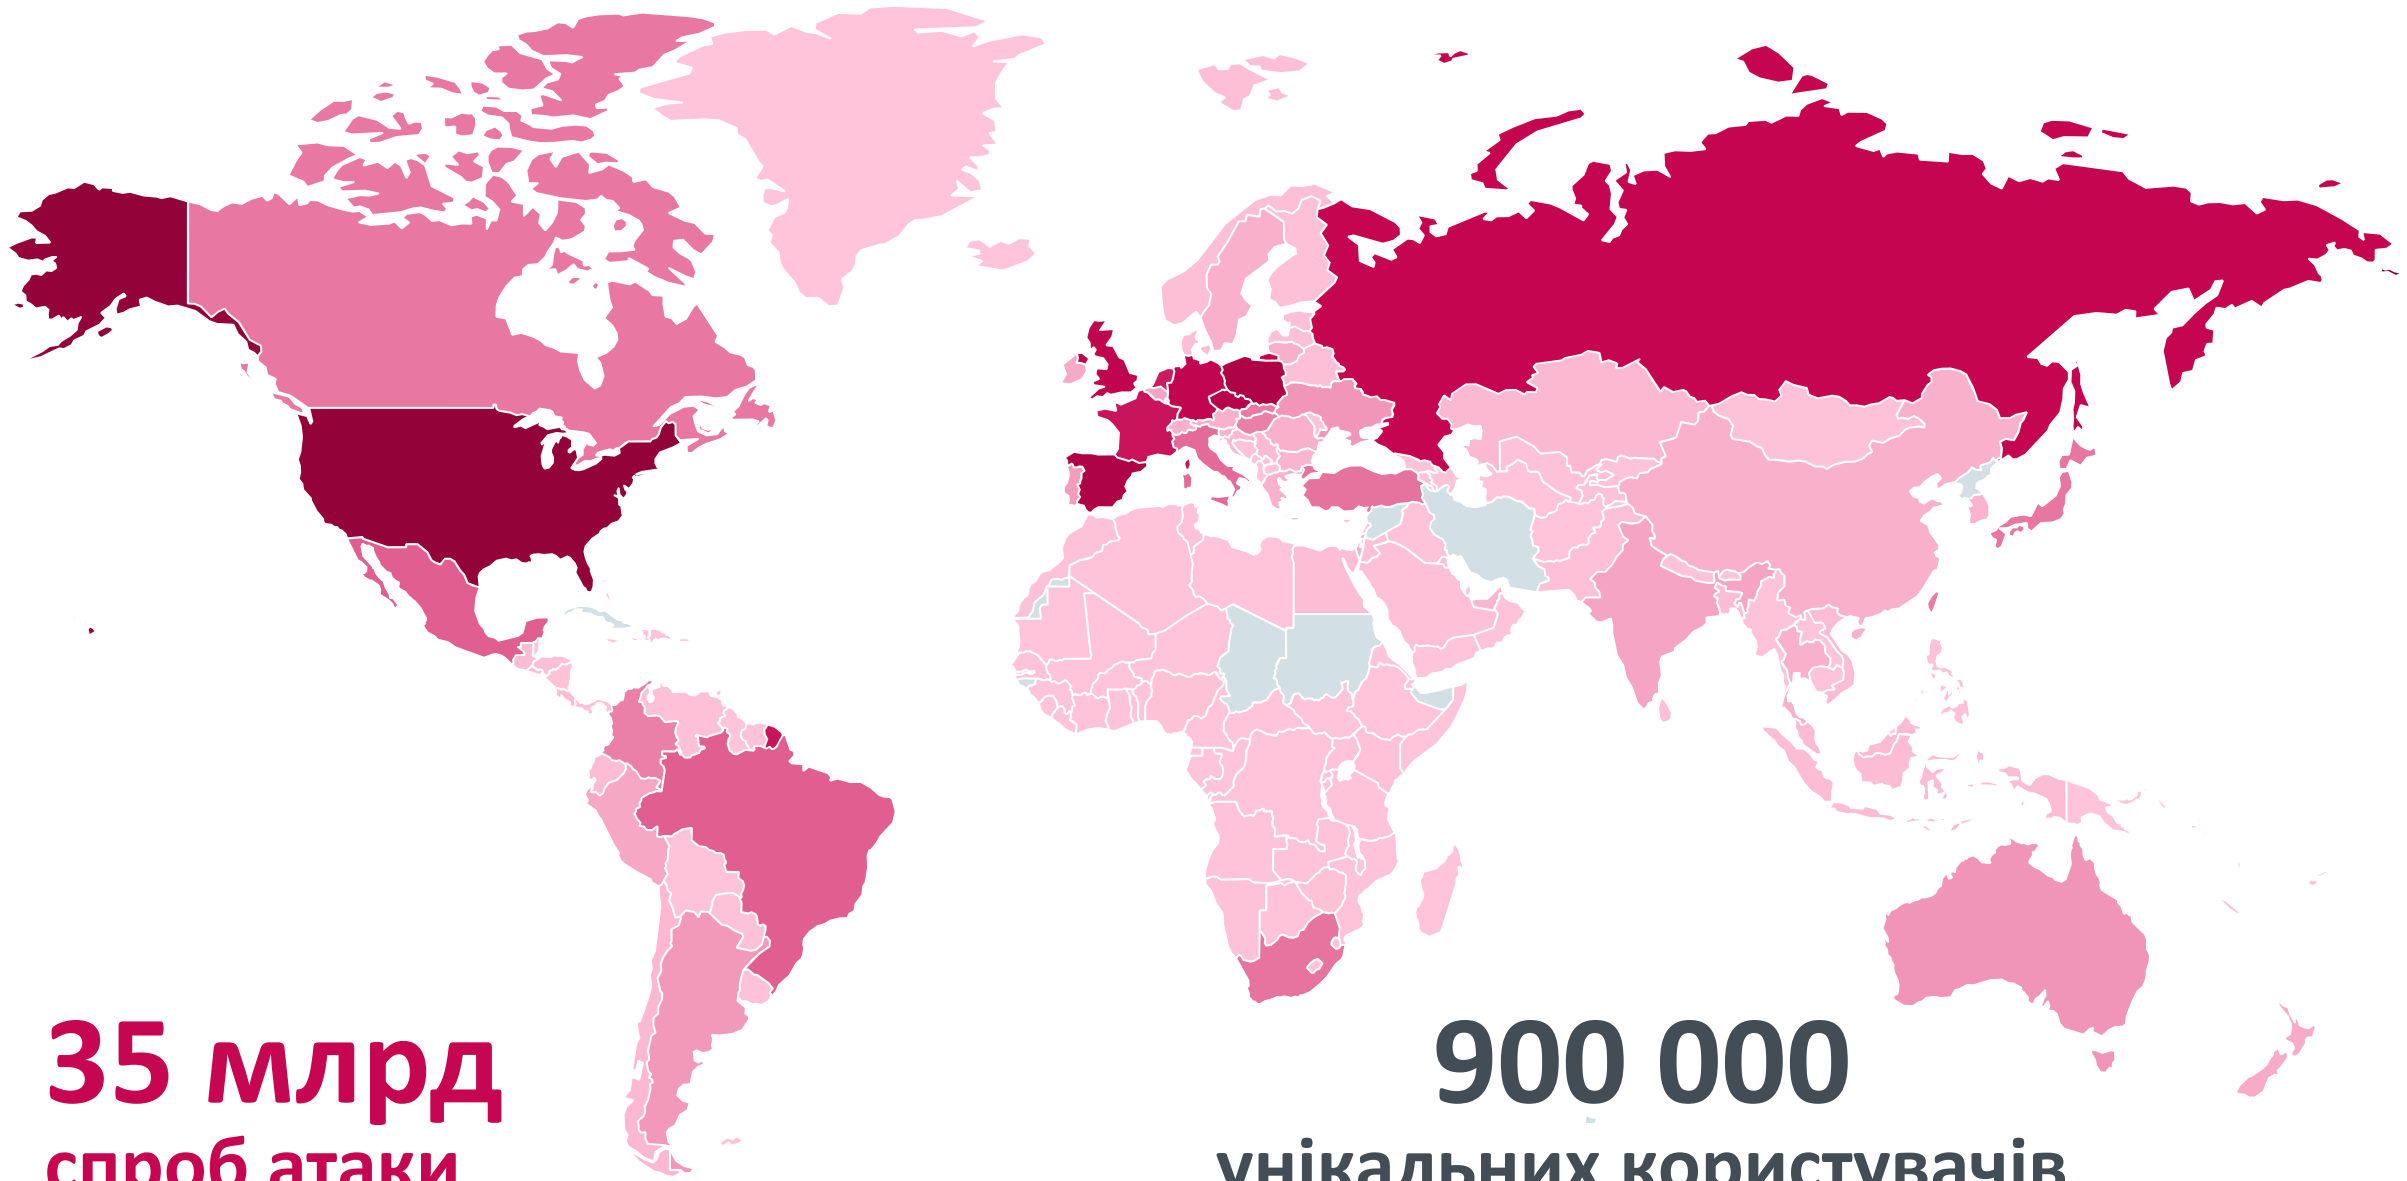 35 млрд
спроб атаки
900 000
унікальних користувачів